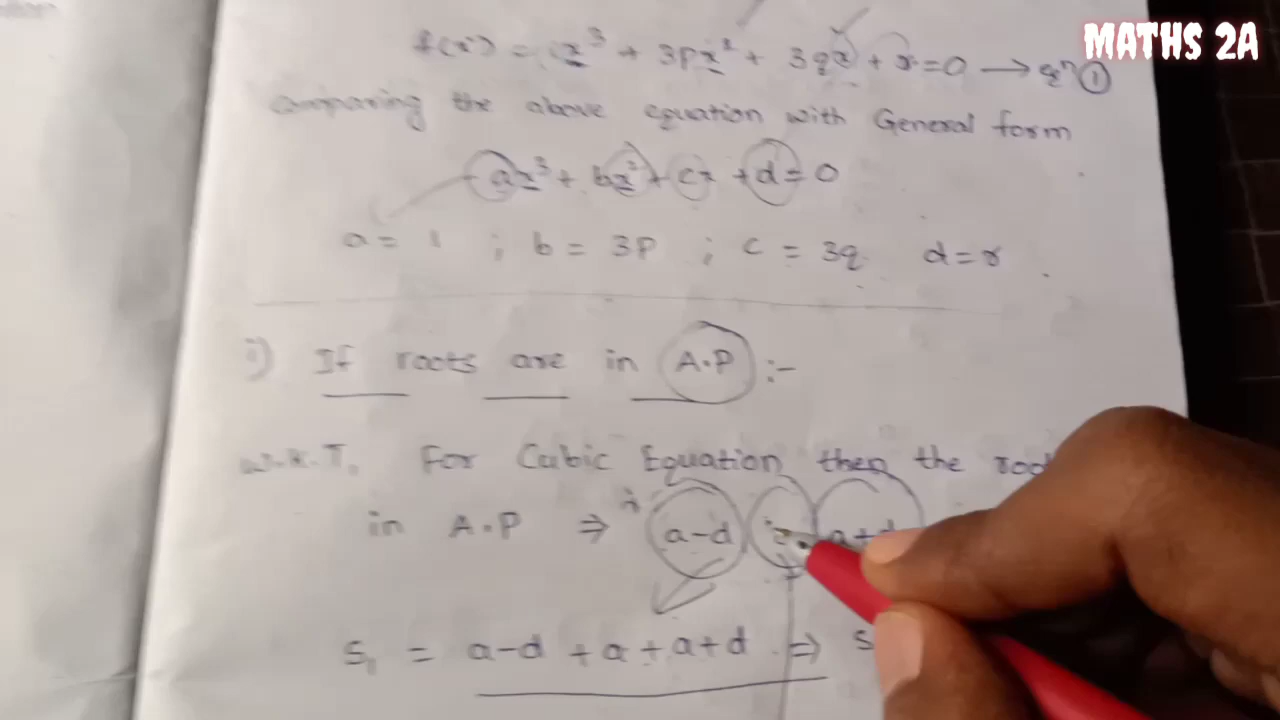 MATHS 2A
f(x) = x³ + 3px² + 3qx + r = 0 → eqⁿ ①
comparing the above equation with General form
ax³ + bx² + cx + d = 0
a = 1 ; b = 3p ; c = 3q d = r
i) If roots are in A.P :-
W.K.T. For Cubic Equation then the
in A.P ⇒ a-d, a+d
S₁ = a-d + a + a+d ⇒ S